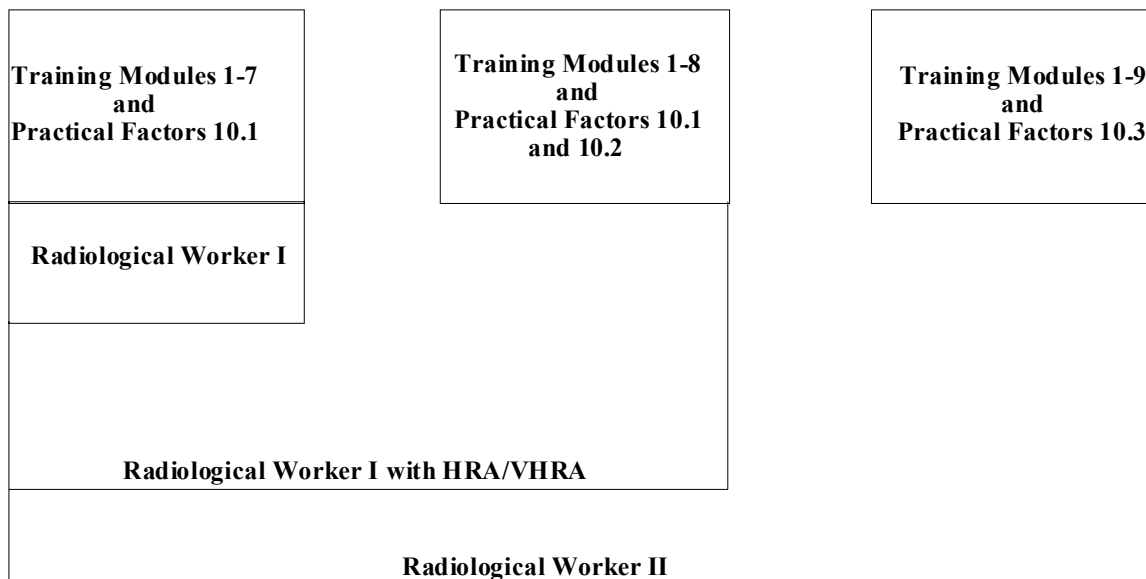 Training Modules 1-7
and
Practical Factors 10.1
Training Modules 1-8
and
Practical Factors 10.1
and 10.2
Training Modules 1-9
and
Practical Factors 10.3
Radiological Worker I
Radiological Worker I with HRA/VHRA
Radiological Worker II